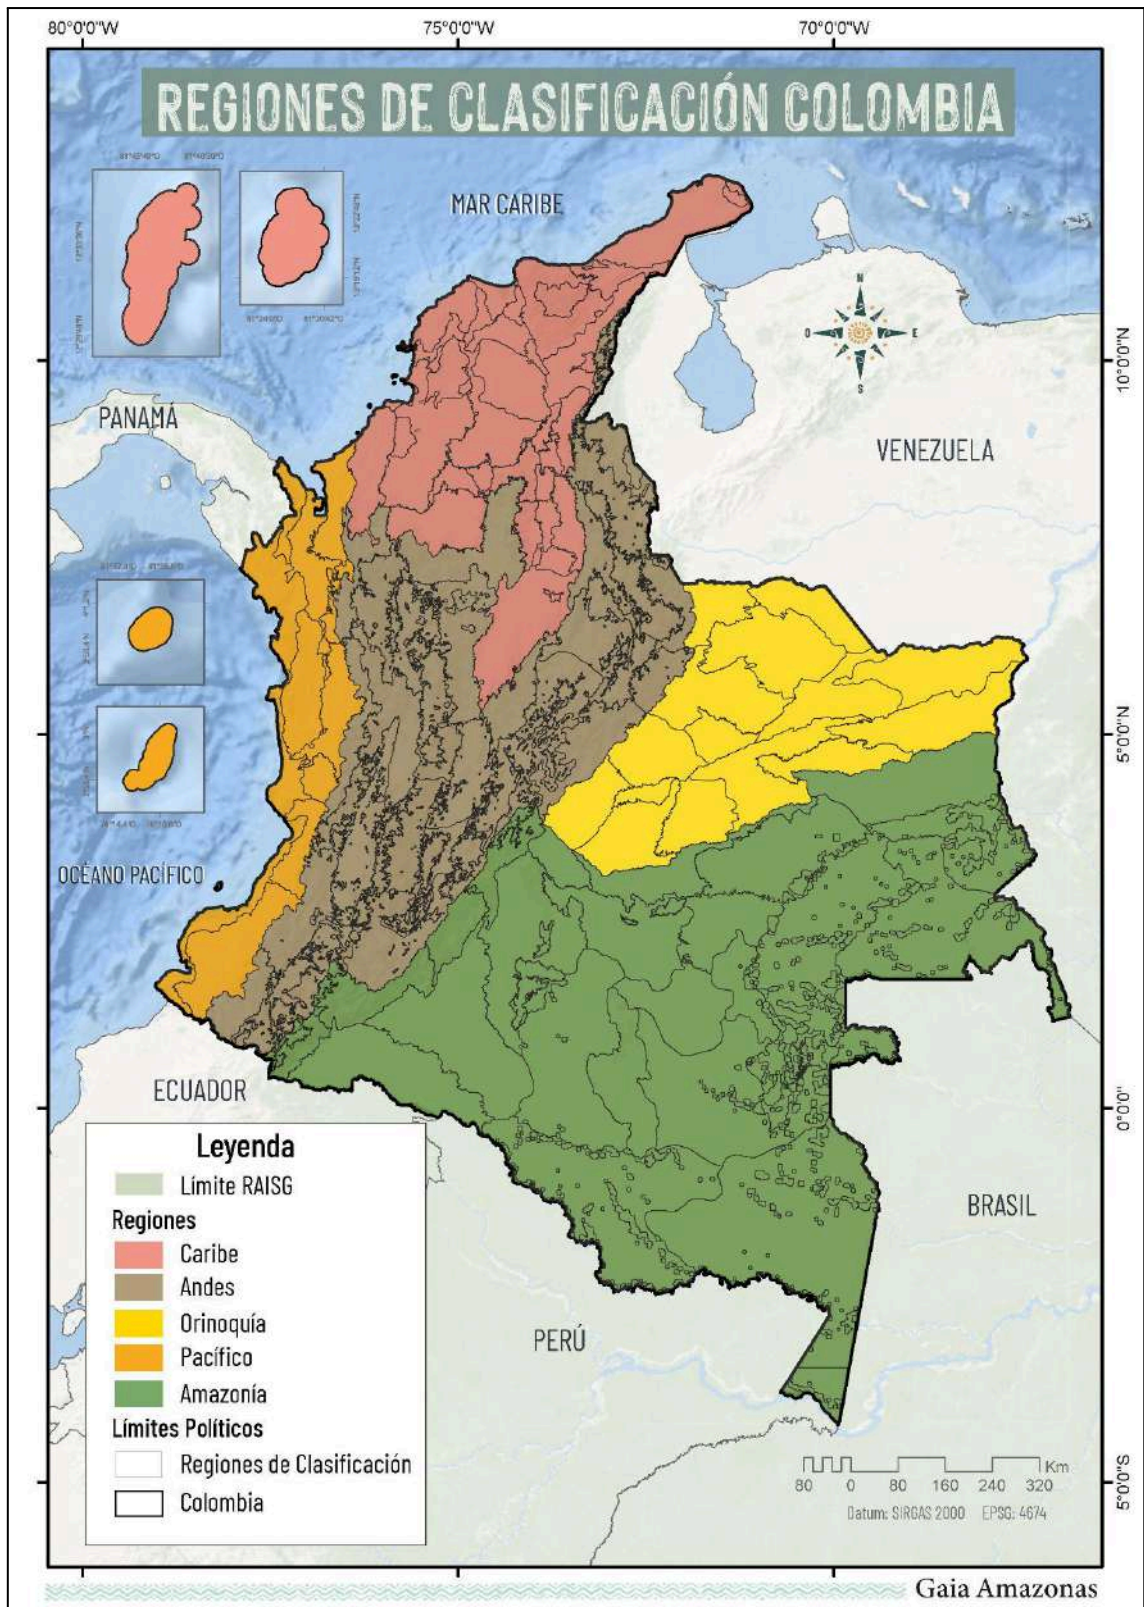 80°0'0"W 75°0'0"W 70°0'0"W
REGIONES DE CLASIFICACIÓN COLOMBIA
MAR CARIBE
N
O E
S
10°0'0"N
PANAMÁ
VENEZUELA
5°0'0"N
OCÉANO PACÍFICO
ECUADOR
0°0'0"
BRASIL
PERÚ
Leyenda
Límite RAISG
Regiones
Caribe
Andes
Orinoquía
Pacífico
Amazonía
Límites Políticos
Regiones de Clasificación
Colombia
80 0 80 160 240 320 Km
Datum: SIRGAS 2000 EPSG: 4674
5°0'0"S
Gaia Amazonas